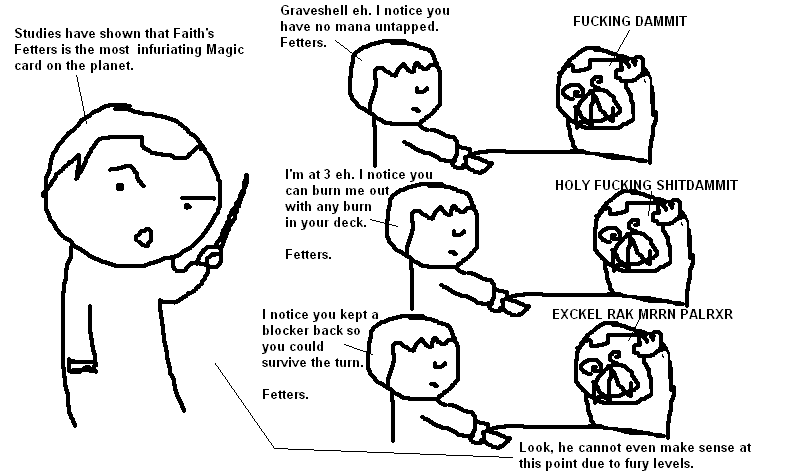 Studies have shown that Faith's
Fetters is the most infuriating Magic
card on the planet.
Graveshell eh. I notice you
have no mana untapped.
Fetters.
FUCKING DAMMIT
I'm at 3 eh. I notice you
can burn me out
with any burn
in your deck.
Fetters.
HOLY FUCKING SHITDAMMIT
I notice you kept a
blocker back so
you could
survive the turn.
Fetters.
EXCKEL RAK MRRN PALRXR
Look, he cannot even make sense at
this point due to fury levels.